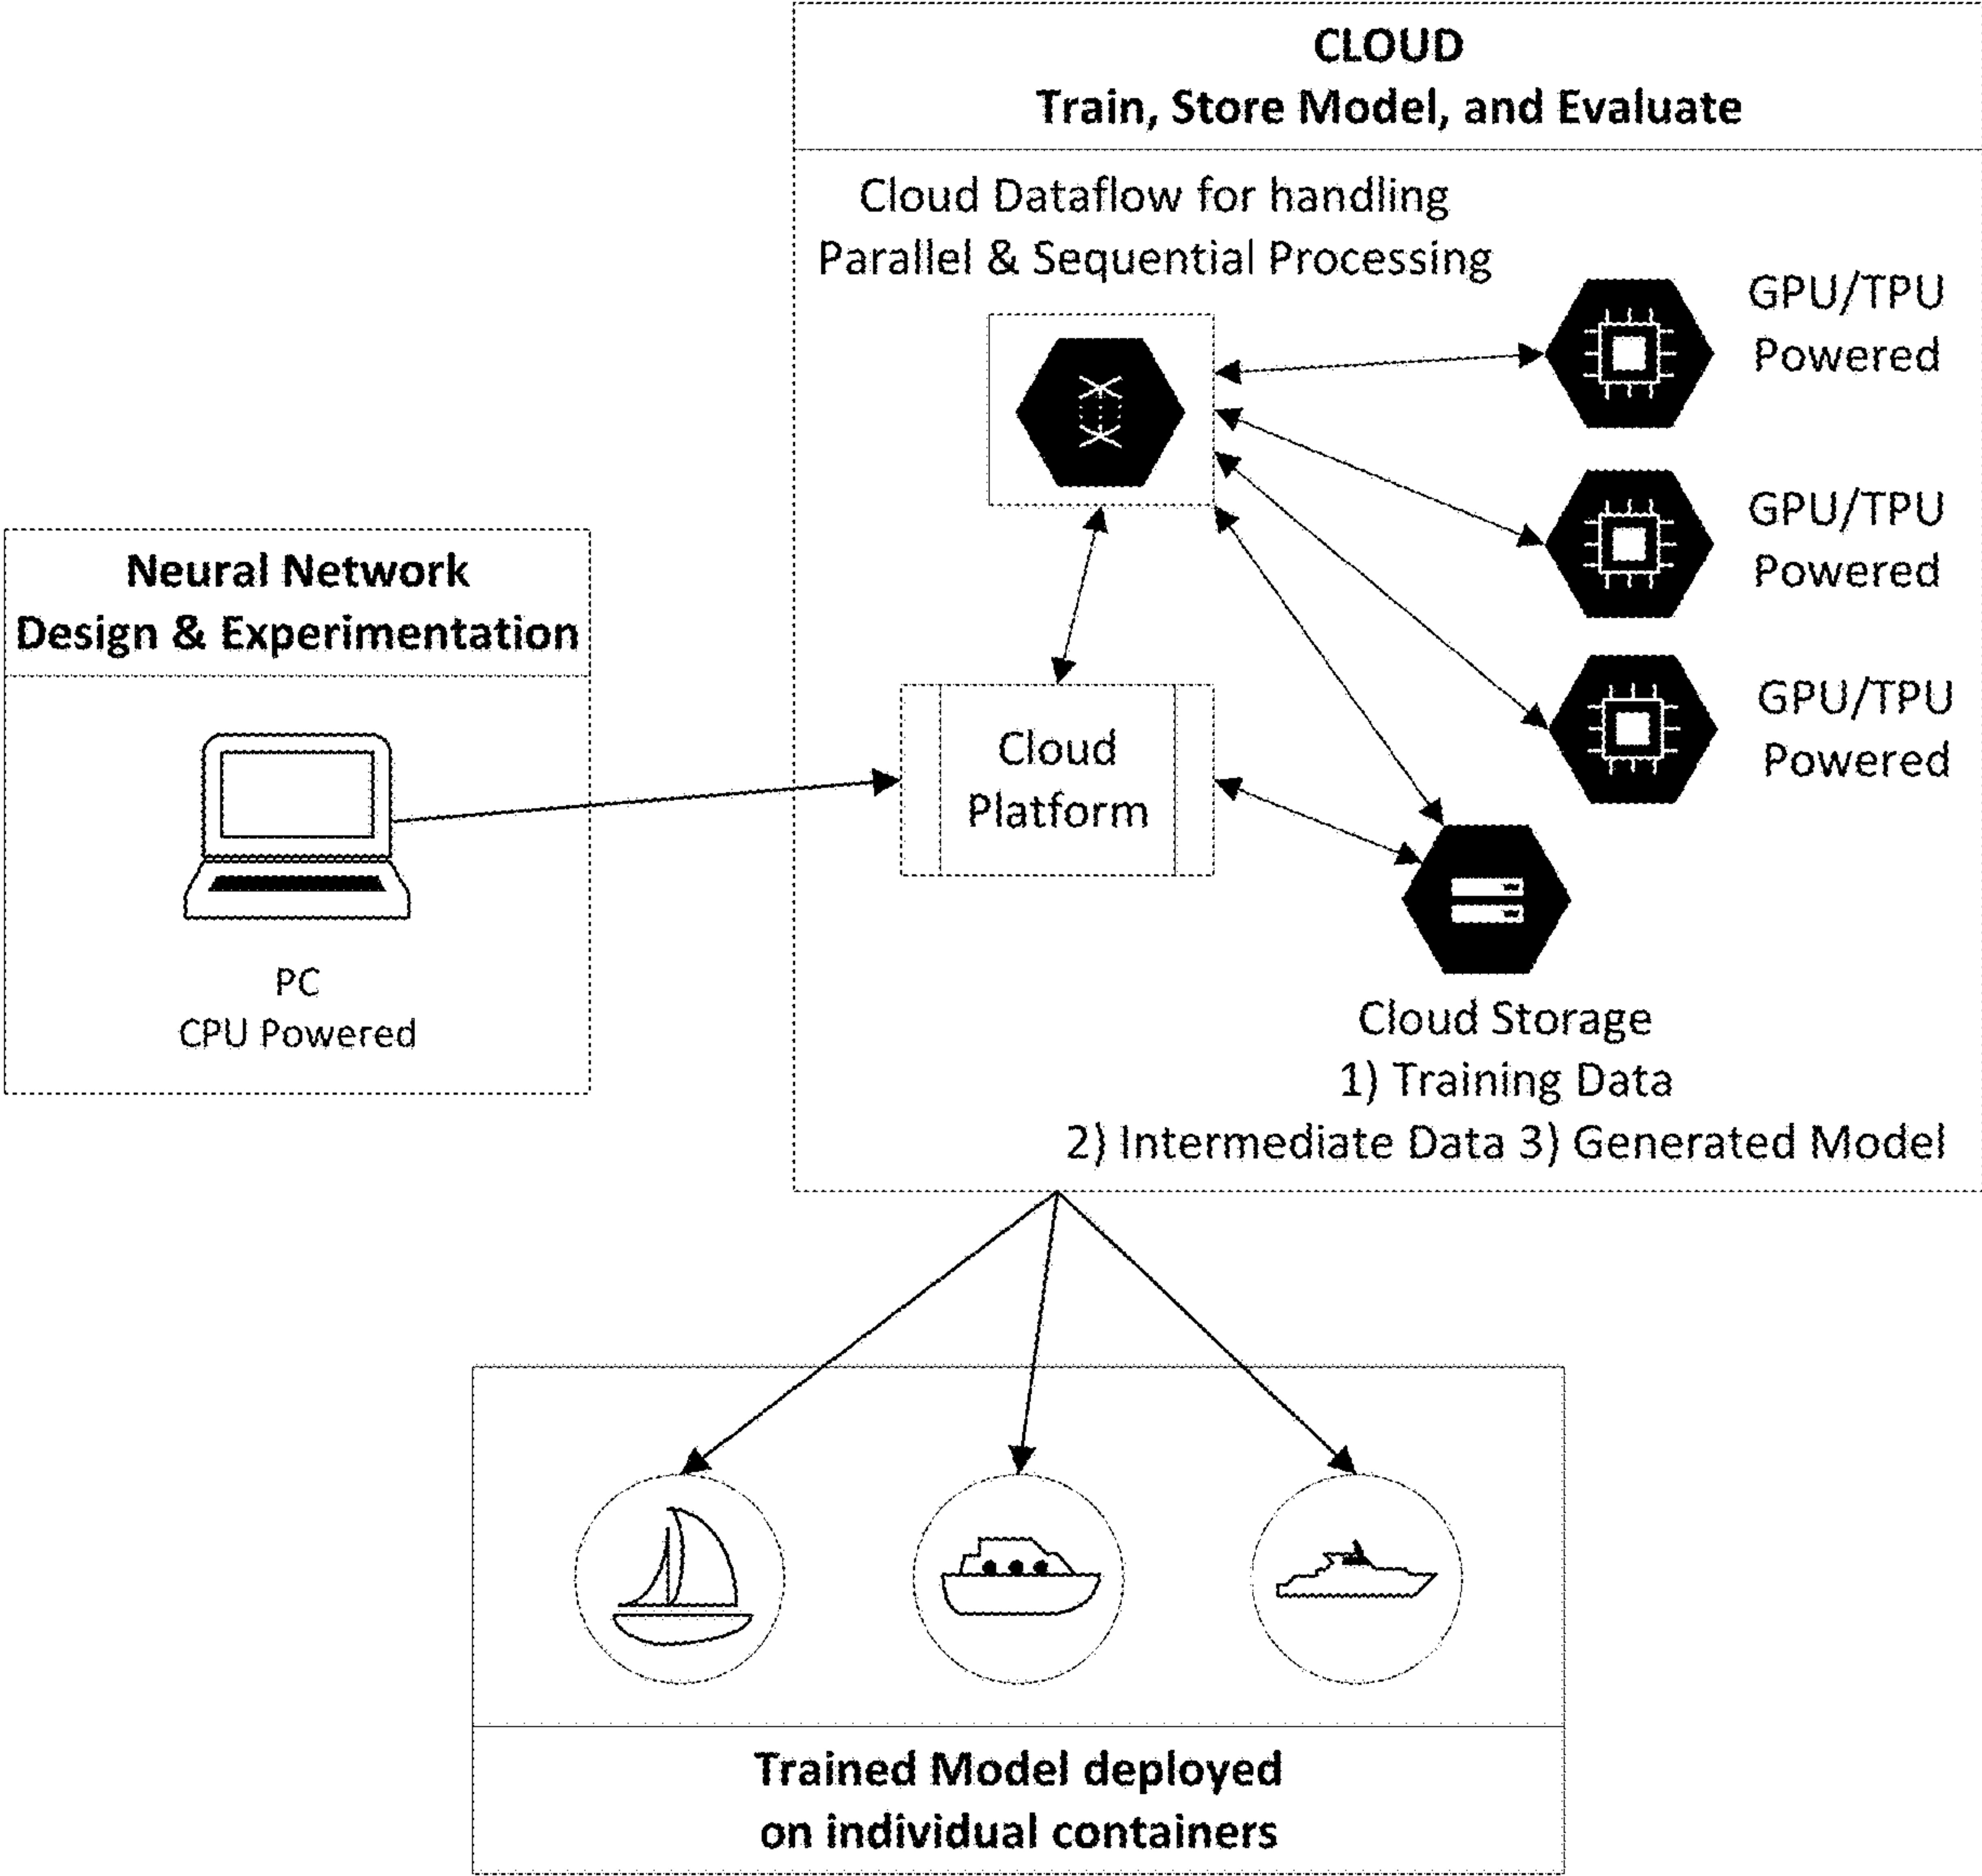 CLOUD
Train, Store Model, and Evaluate
Cloud Dataflow for handling
Parallel & Sequential Processing
GPU/TPU
Powered
GPU/TPU
Powered
Neural Network
Design & Experimentation
GPU/TPU
Powered
Cloud
Platform
PC
CPU Powered
Cloud Storage
1) Training Data
2) Intermediate Data 3) Generated Model
Trained Model deployed
on individual containers